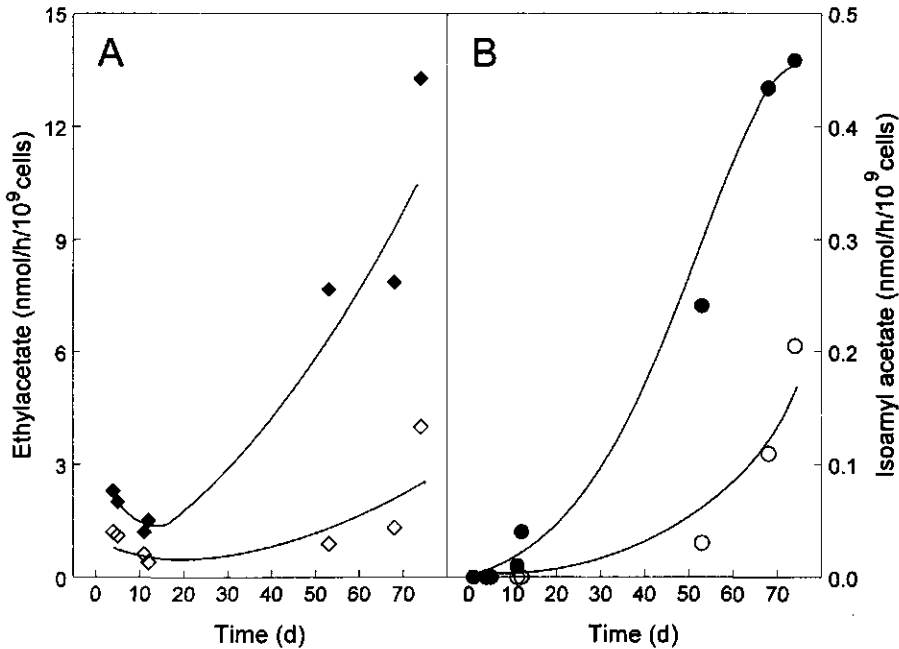 A
B
Ethylacetate (nmol/h/10⁹cells)
15
12
9
6
3
0
0 10 20 30 40 50 60 70
Time (d)
0 10 20 30 40 50 60 70
Time (d)
0.5
0.4
0.3
0.2
0.1
0.0
Isoamyl acetate (nmol/h/10⁹cells)